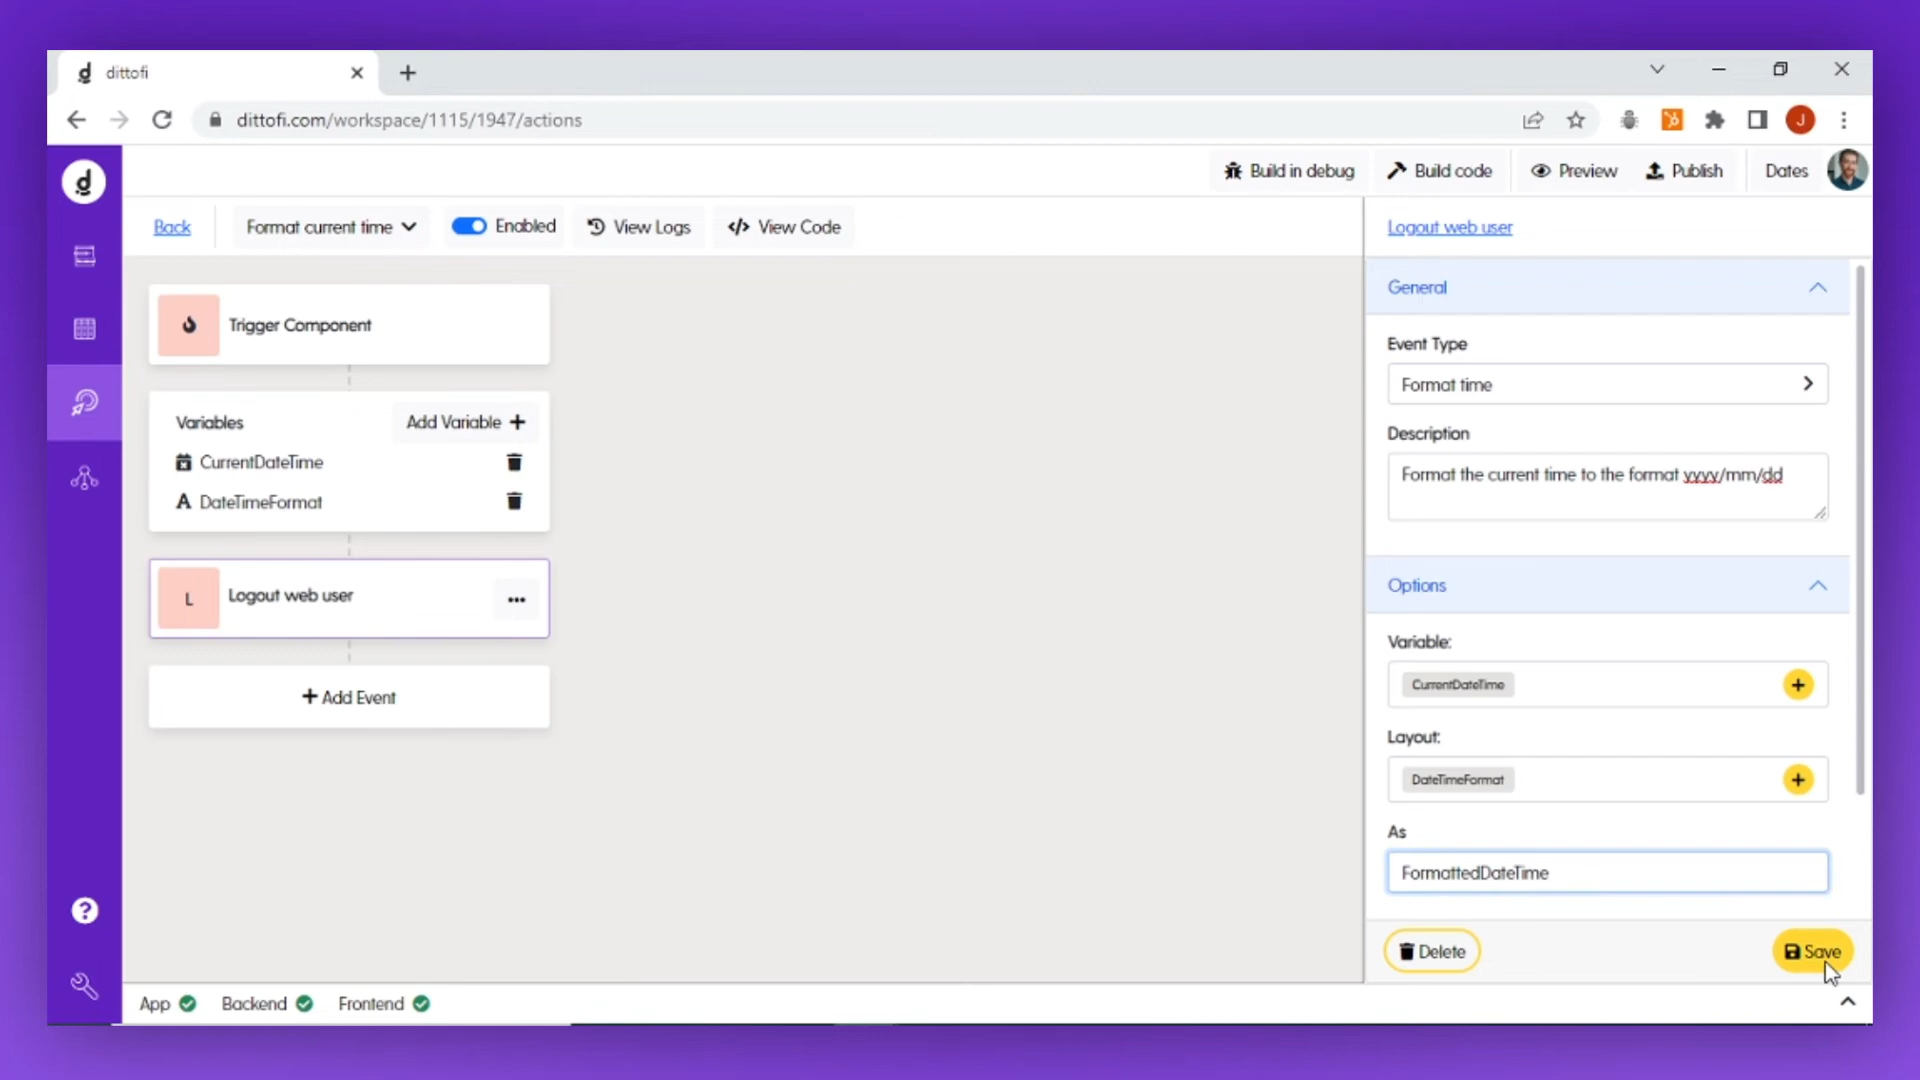 dittofi
dittofi.com/workspace/1115/1947/actions
J
d
Build in debug
Build code
Preview
Publish
Dates
Back
Format current time
Enabled
View Logs
</> View Code
Logout web user
Trigger Component
Variables
Add Variable +
CurrentDateTime
A DateTimeFormat
L
Logout web user
+ Add Event
General
Event Type
Format time
Description
Format the current time to the format yyyy/mm/dd
Options
Variable:
CurrentDateTime
Layout:
DateTimeFormat
As
FormattedDateTime
Delete
Save
App
Backend
Frontend